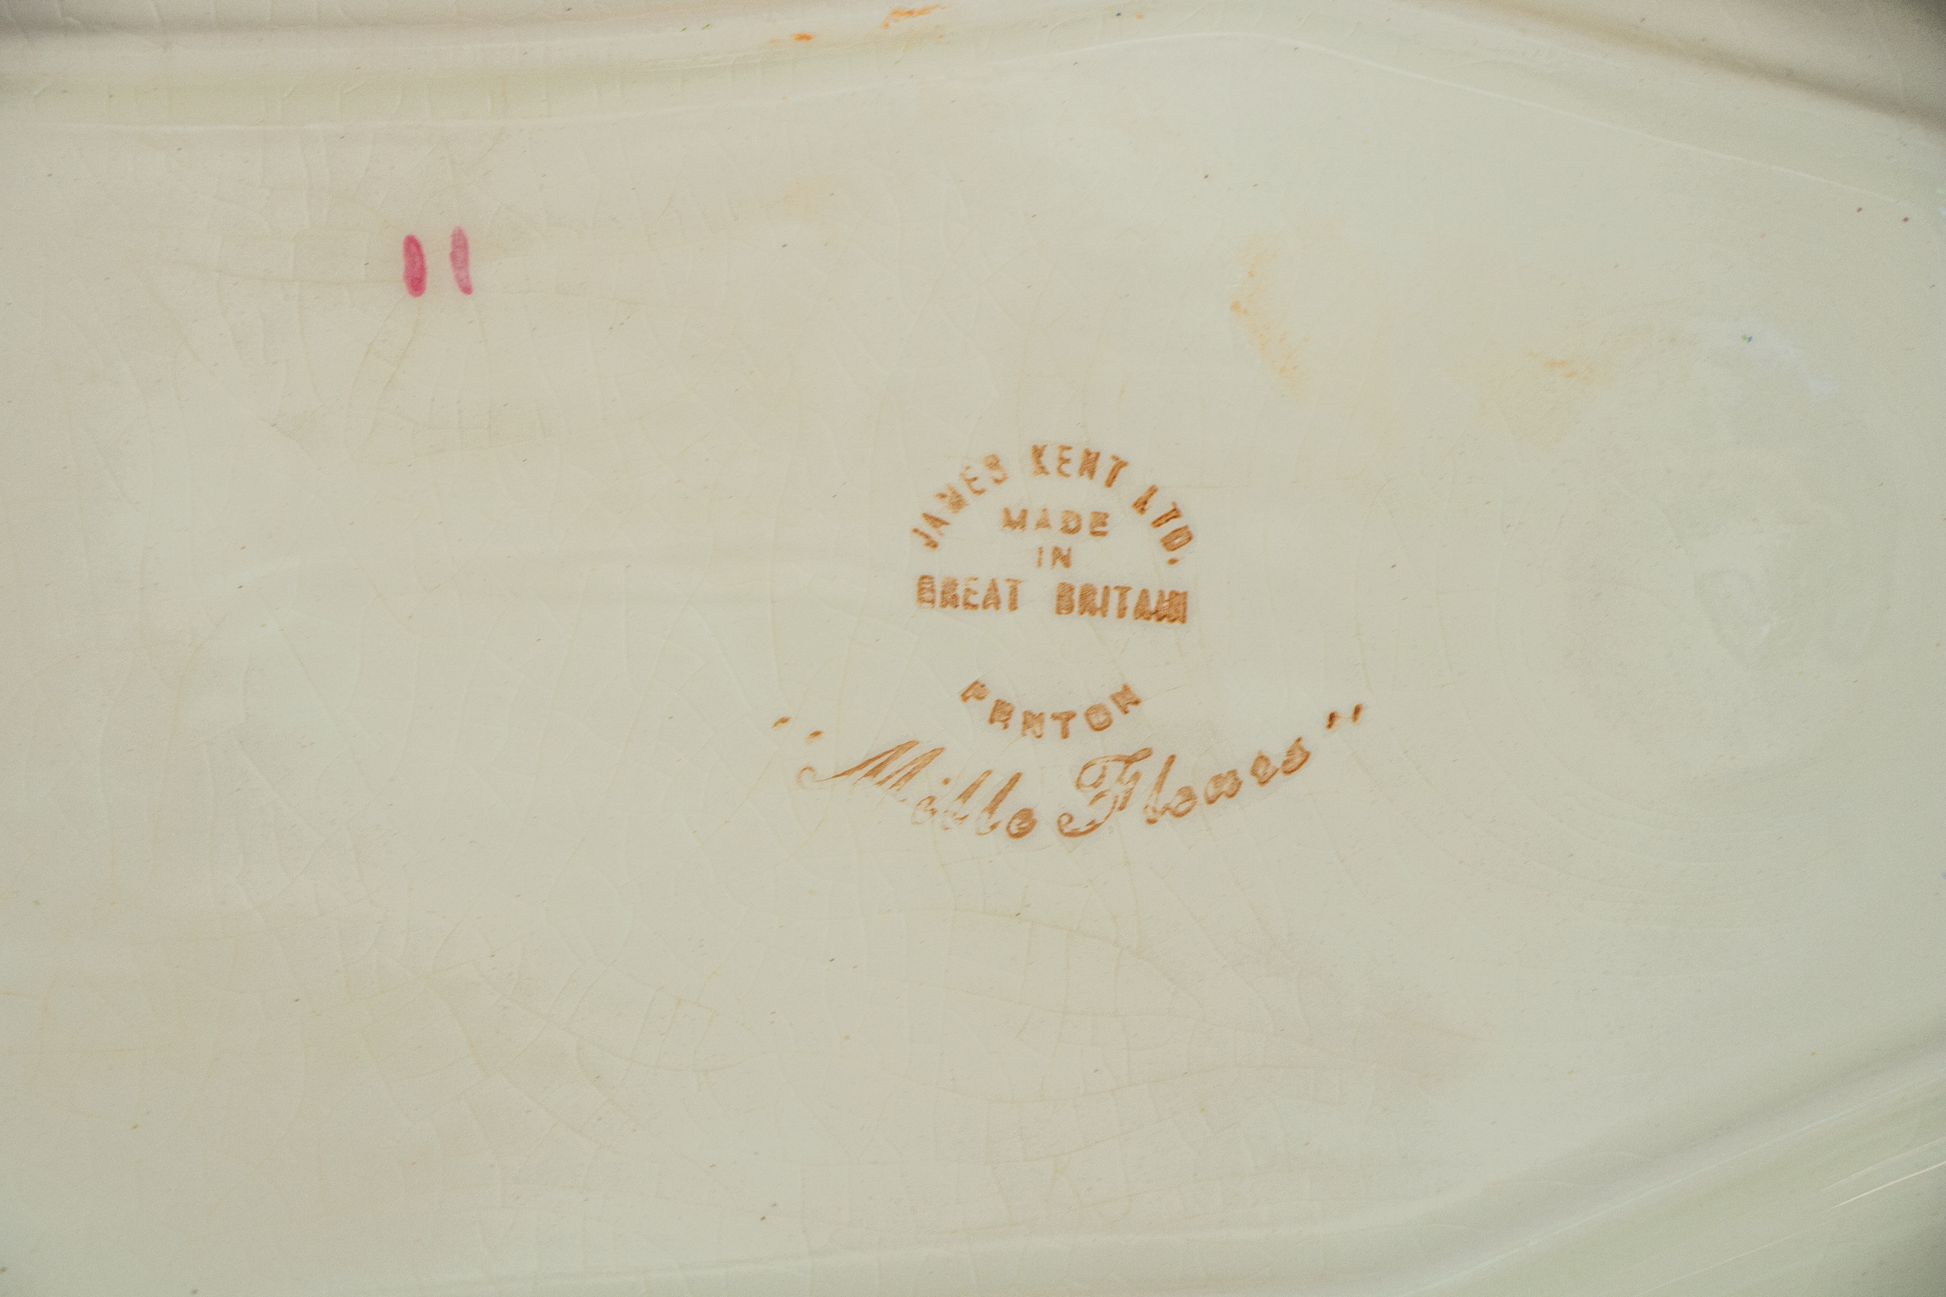 JAMES KENT LTD.
MADE
IN
GREAT BRITAIN
FENTON
"Mille Fleurs"